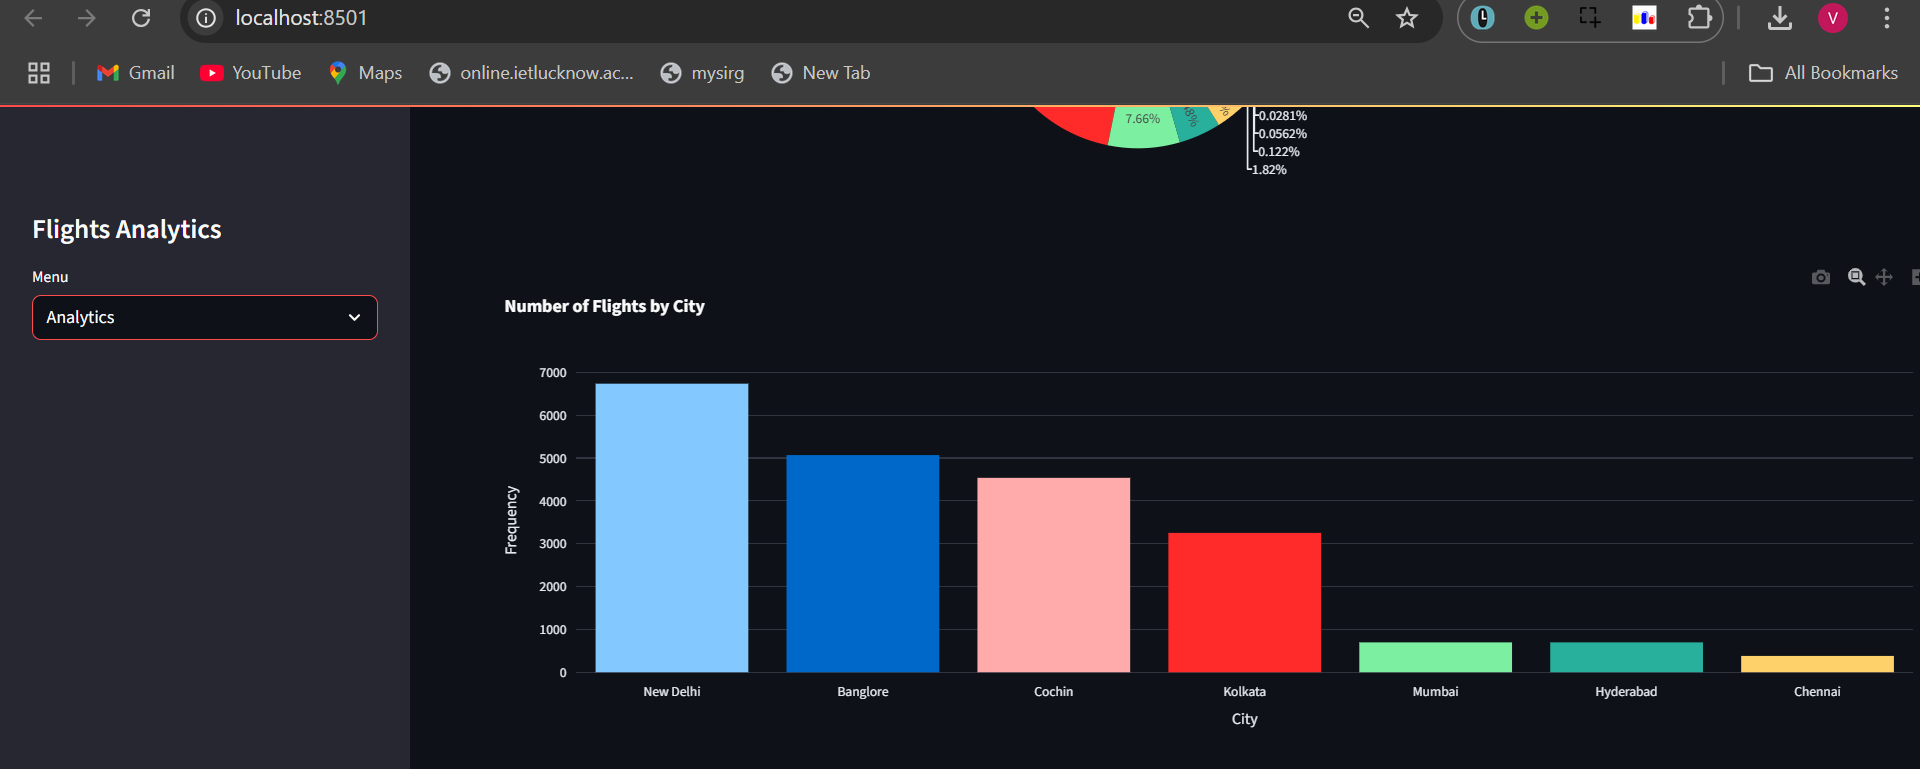 localhost:8501
V
Gmail
YouTube
Maps
online.ietlucknow.ac...
mysirg
New Tab
All Bookmarks
Flights Analytics
Menu
Analytics
7.66%
0.0281%
0.0562%
0.122%
1.82%
Number of Flights by City
7000
6000
5000
4000
3000
2000
1000
0
Frequency
New Delhi
Banglore
Cochin
Kolkata
Mumbai
Hyderabad
Chennai
City